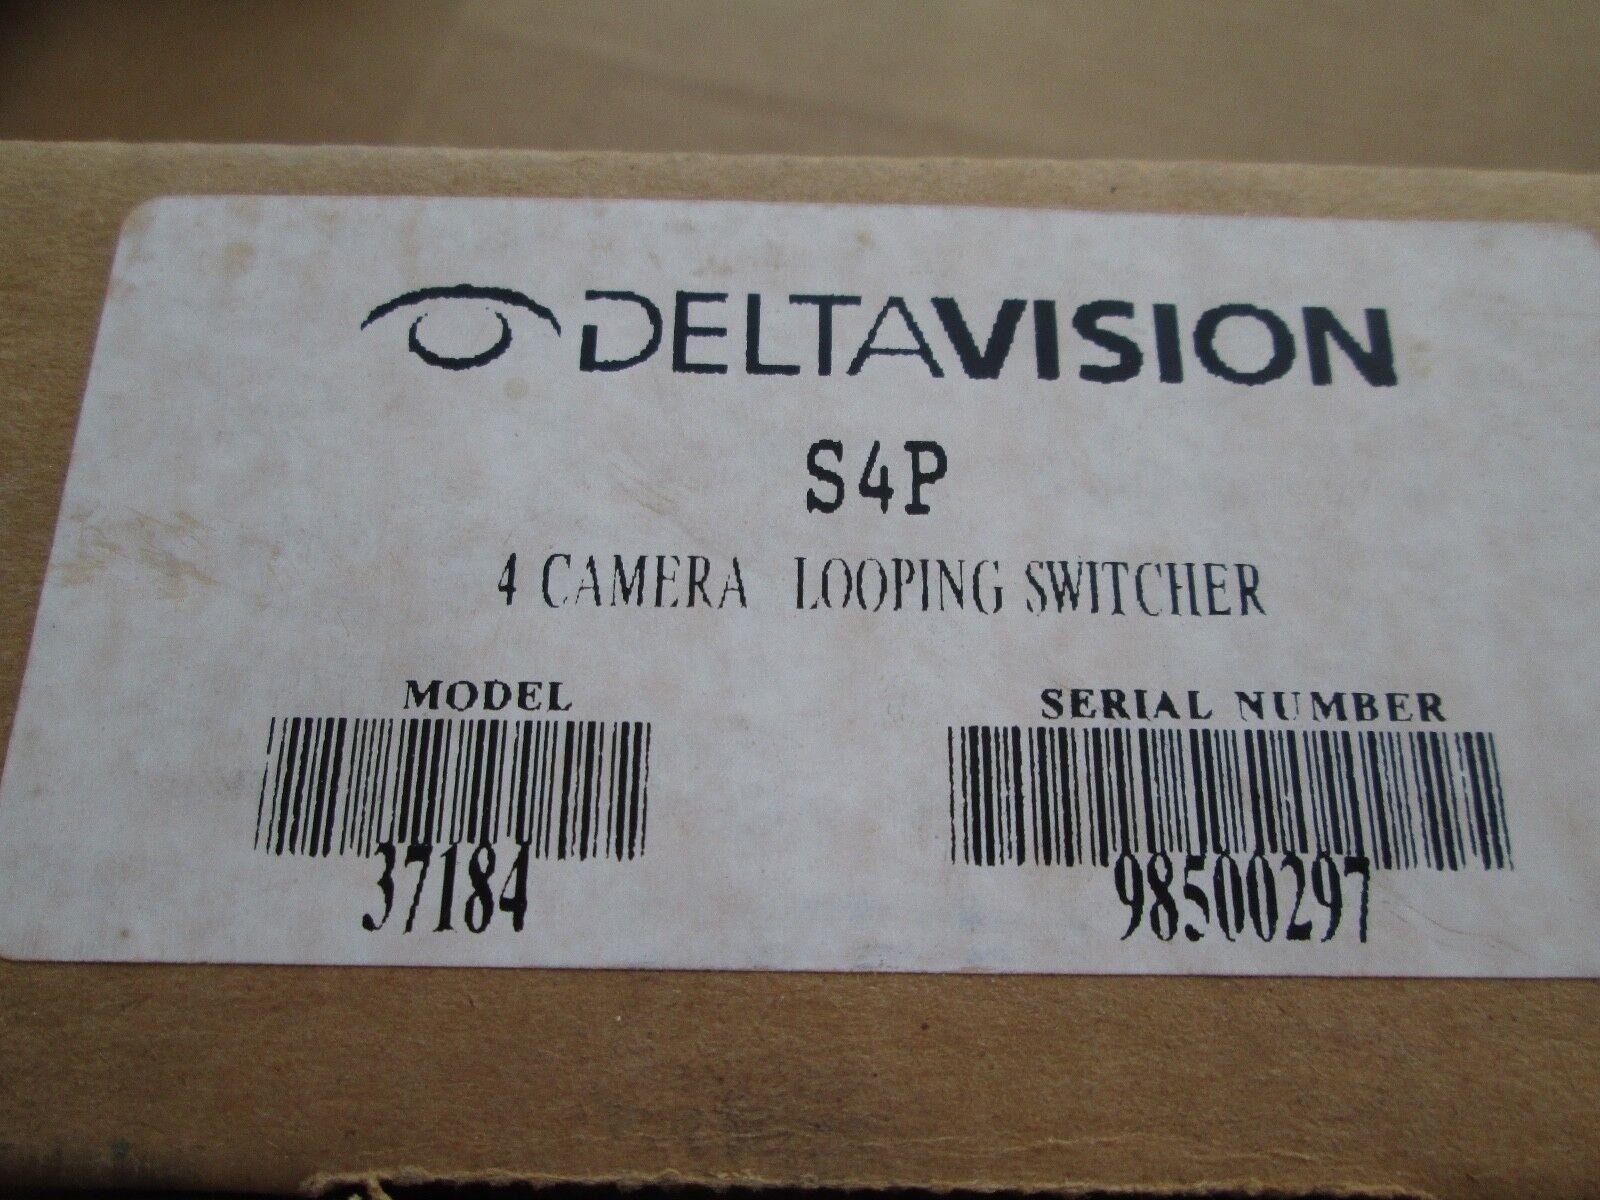 DELTAVISION
S4P
4 CAMERA LOOPING SWITCHER
MODEL
37184
SERIAL NUMBER
98500297